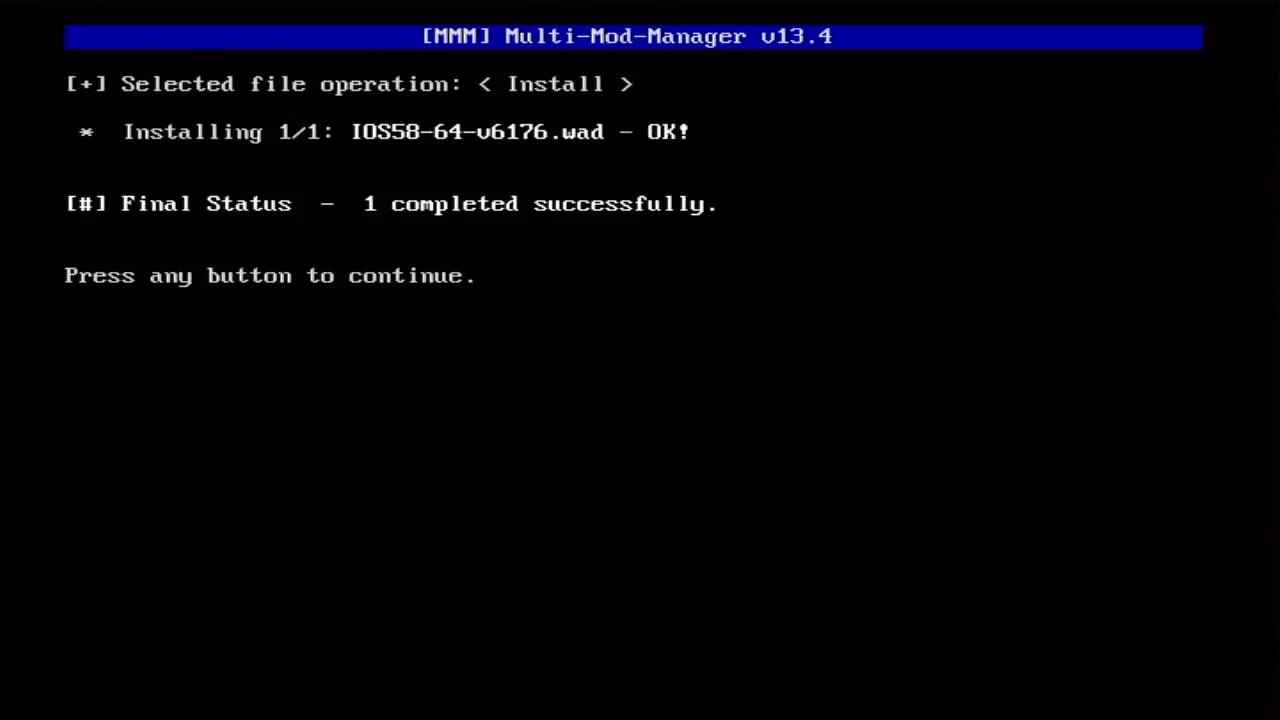 [MMM] Multi-Mod-Manager v13.4
[+] Selected file operation: < Install >
* Installing 1/1: IOS58-64-v6176.wad - OK!
[#] Final Status - 1 completed successfully.
Press any button to continue.